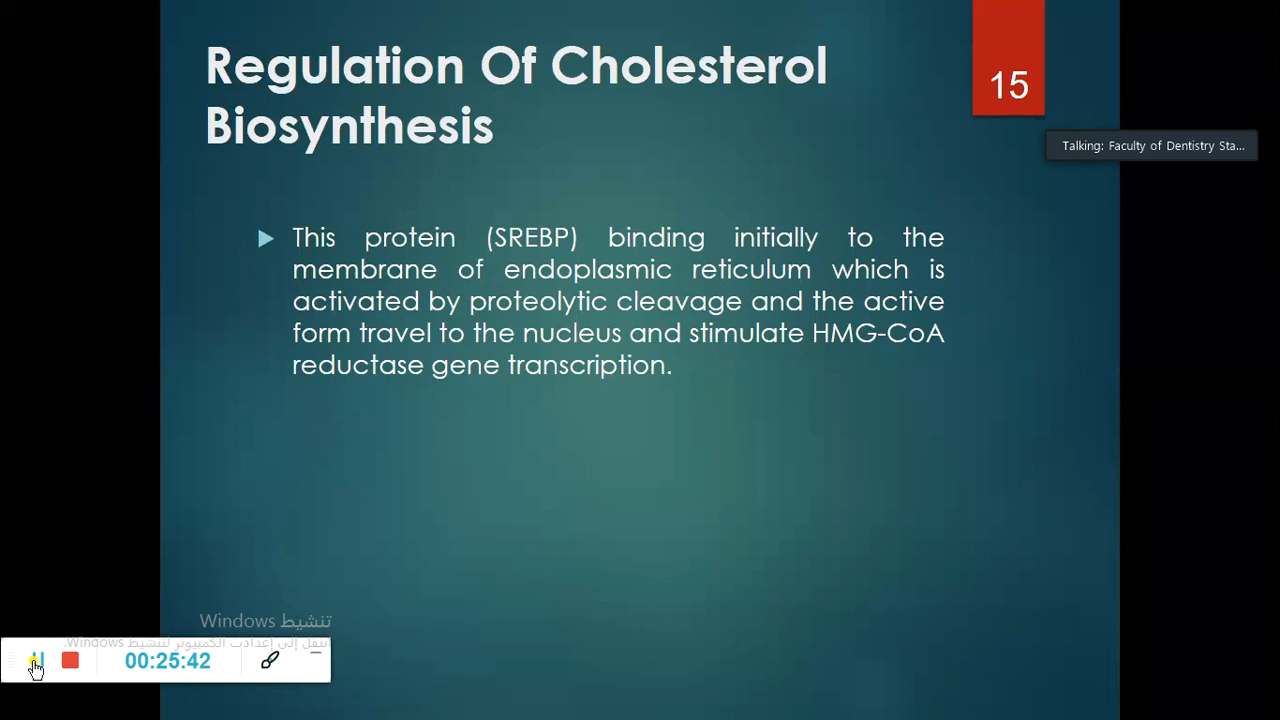 Regulation Of Cholesterol
Biosynthesis
15
Talking: Faculty of Dentistry Sta...
This protein (SREBP) binding initially to the
membrane of endoplasmic reticulum which is
activated by proteolytic cleavage and the active
form travel to the nucleus and stimulate HMG-CoA
reductase gene transcription.
تنشيط Windows
انتقل إلى إعدادات الكمبيوتر لتنشيط Windows.
00:25:42